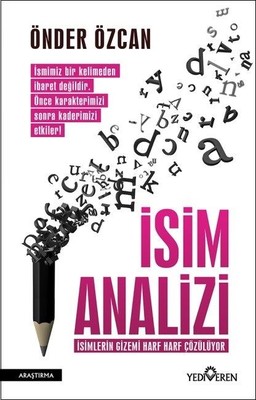 ÖNDER ÖZCAN
İsmimiz bir kelimeden
ibaret değildir.
Önce karakterimizi
sonra kaderimizi
etkiler!
İSİM
ANALİZİ
İSİMLERİN GİZEMİ HARF HARF ÇÖZÜLÜYOR
ARAŞTIRMA
YEDİVEREN